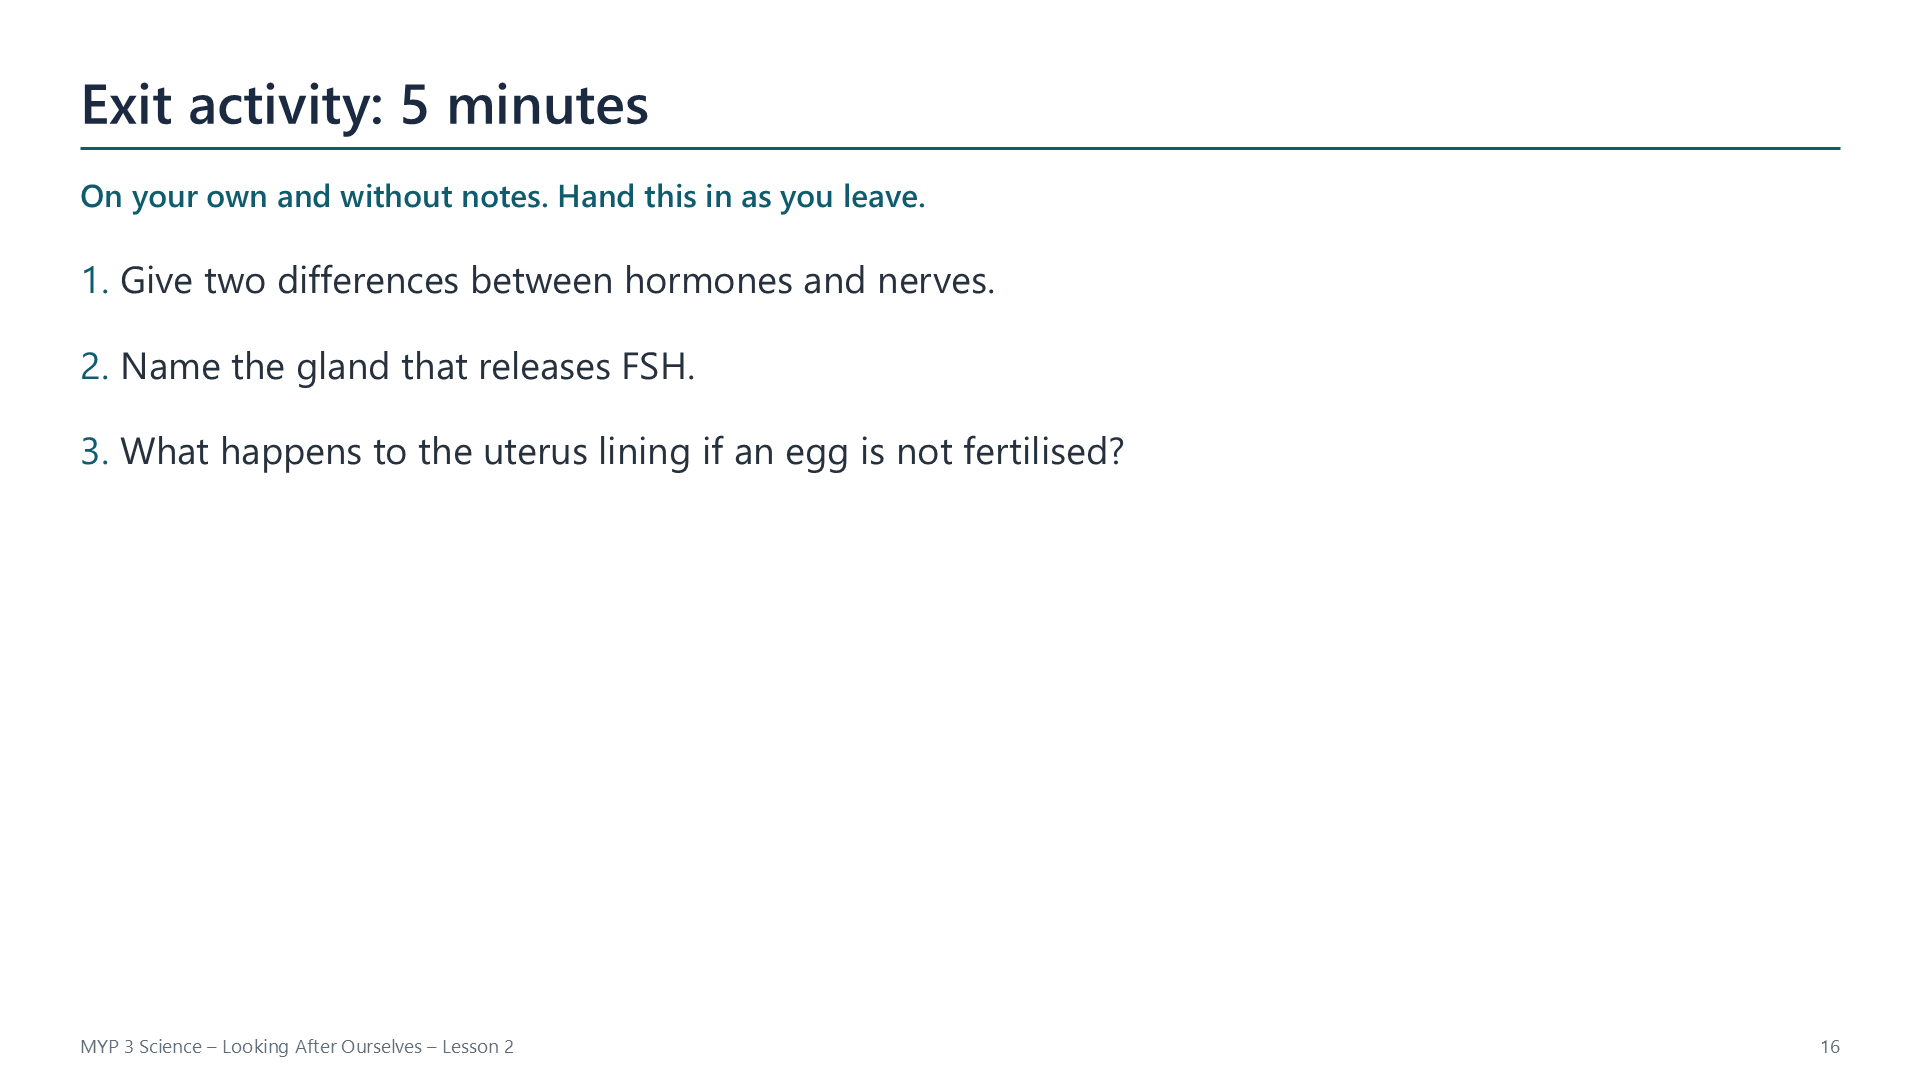 Exit activity: 5 minutes
On your own and without notes. Hand this in as you leave.
1. Give two differences between hormones and nerves.
2. Name the gland that releases FSH.
3. What happens to the uterus lining if an egg is not fertilised?
MYP 3 Science – Looking After Ourselves – Lesson 2
16